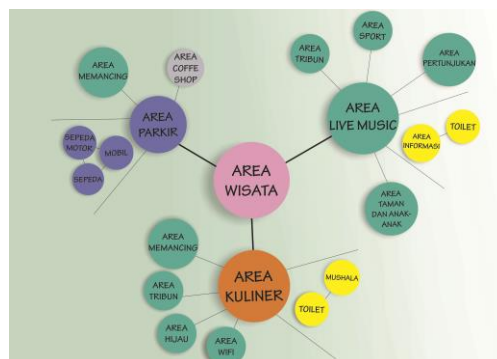 AREA
MEMANCING
AREA
COFFE
SHOP
AREA
PARKIR
SEPEDA
MOTOR
MOBIL
SEPEDA
AREA
TRIBUN
AREA
SPORT
AREA
PERTUNJUKAN
AREA
LIVE MUSIC
AREA
INFORMASI
TOILET
AREA
TAMAN
DAN ANAK-
ANAK
AREA
WISATA
AREA
MEMANCING
AREA
TRIBUN
AREA
HIJAU
AREA
WIFI
AREA
KULINER
MUSHALA
TOILET